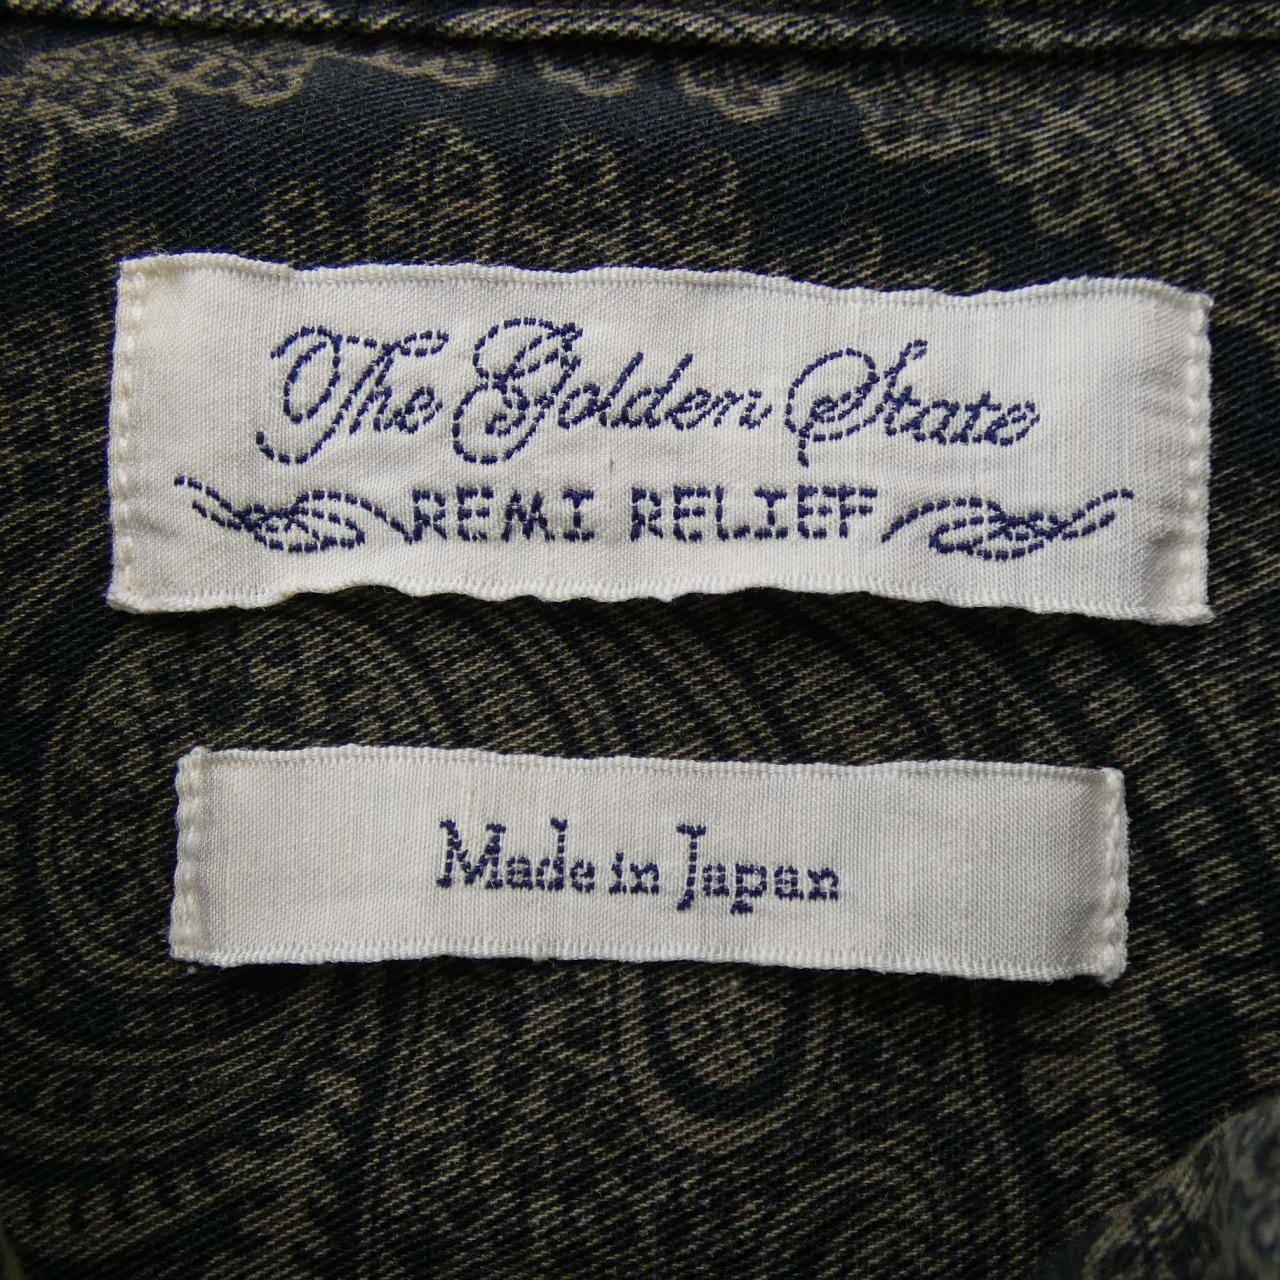 The Golden State
REMI RELIEF
Made in Japan